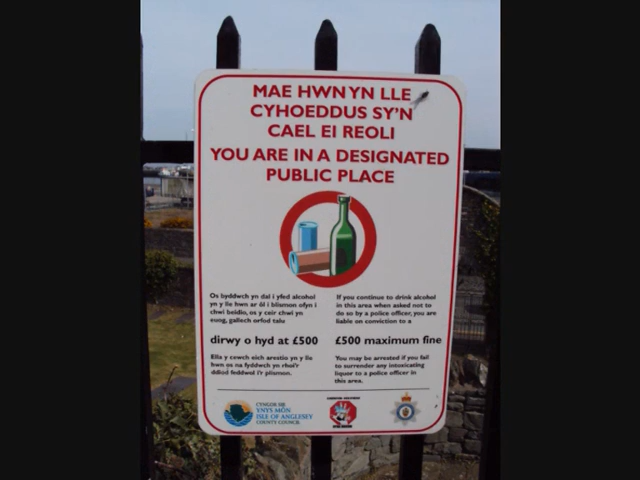 MAE HWN YN LLE
CYHOEDDUS SY'N
CAEL EI REOLI
YOU ARE IN A DESIGNATED
PUBLIC PLACE
Os byddwch yn dal i yfed alcohol
yn y lle hwn ar ôl i blismon ofyn i
chwi beidio, os y ceir chwi yn
euog, gallech orfod talu
dirwy o hyd at £500
Ella y cewch eich arestio yn y lle
hwn os na fyddwch yn rhoi'r
ddiod feddwol i'r plismon.
If you continue to drink alcohol
in this area when asked not to
do so by a police officer, you are
liable on conviction to a
£500 maximum fine
You may be arrested if you fail
to surrender any intoxicating
liquor to a police officer in
this area.
CYNGOR SIR
YNYS MÔN
ISLE OF ANGLESEY
COUNTY COUNCIL